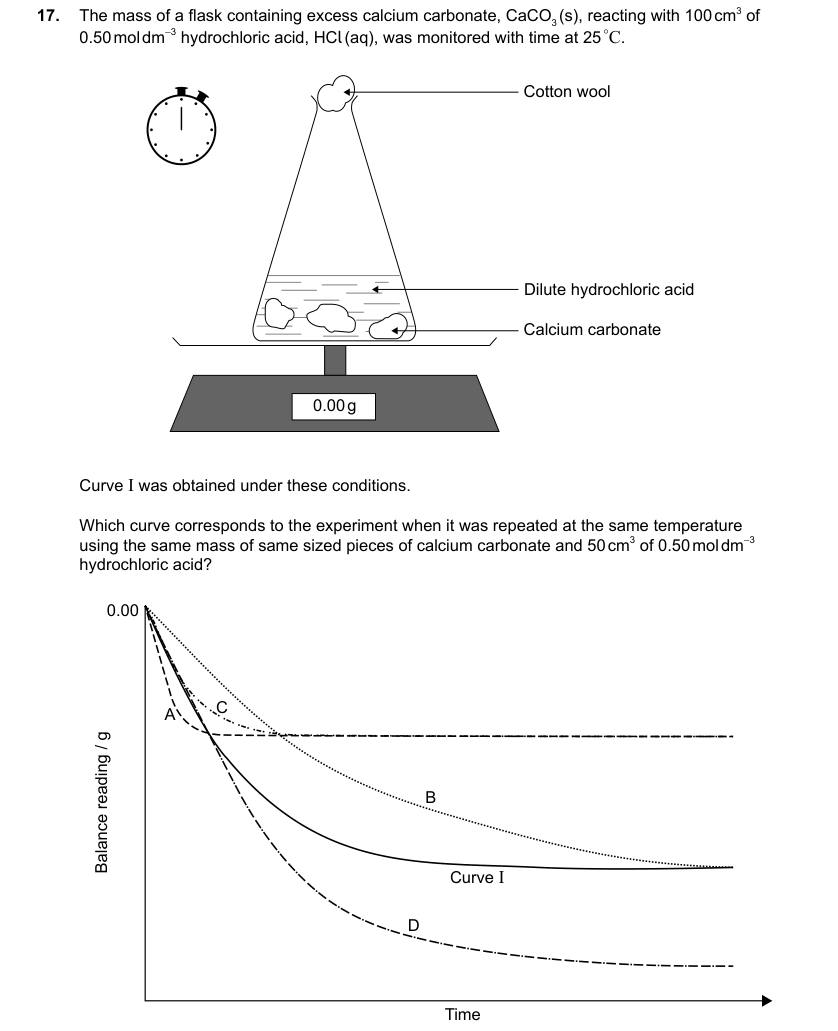 17. The mass of a flask containing excess calcium carbonate, CaCO₃(s), reacting with 100 cm³ of
0.50 mol dm⁻³ hydrochloric acid, HCl(aq), was monitored with time at 25 °C.
Cotton wool
Dilute hydrochloric acid
Calcium carbonate
0.00 g
Curve I was obtained under these conditions.
Which curve corresponds to the experiment when it was repeated at the same temperature
using the same mass of same sized pieces of calcium carbonate and 50 cm³ of 0.50 mol dm⁻³
hydrochloric acid?
0.00
A
C
B
Curve I
D
Balance reading / g
Time